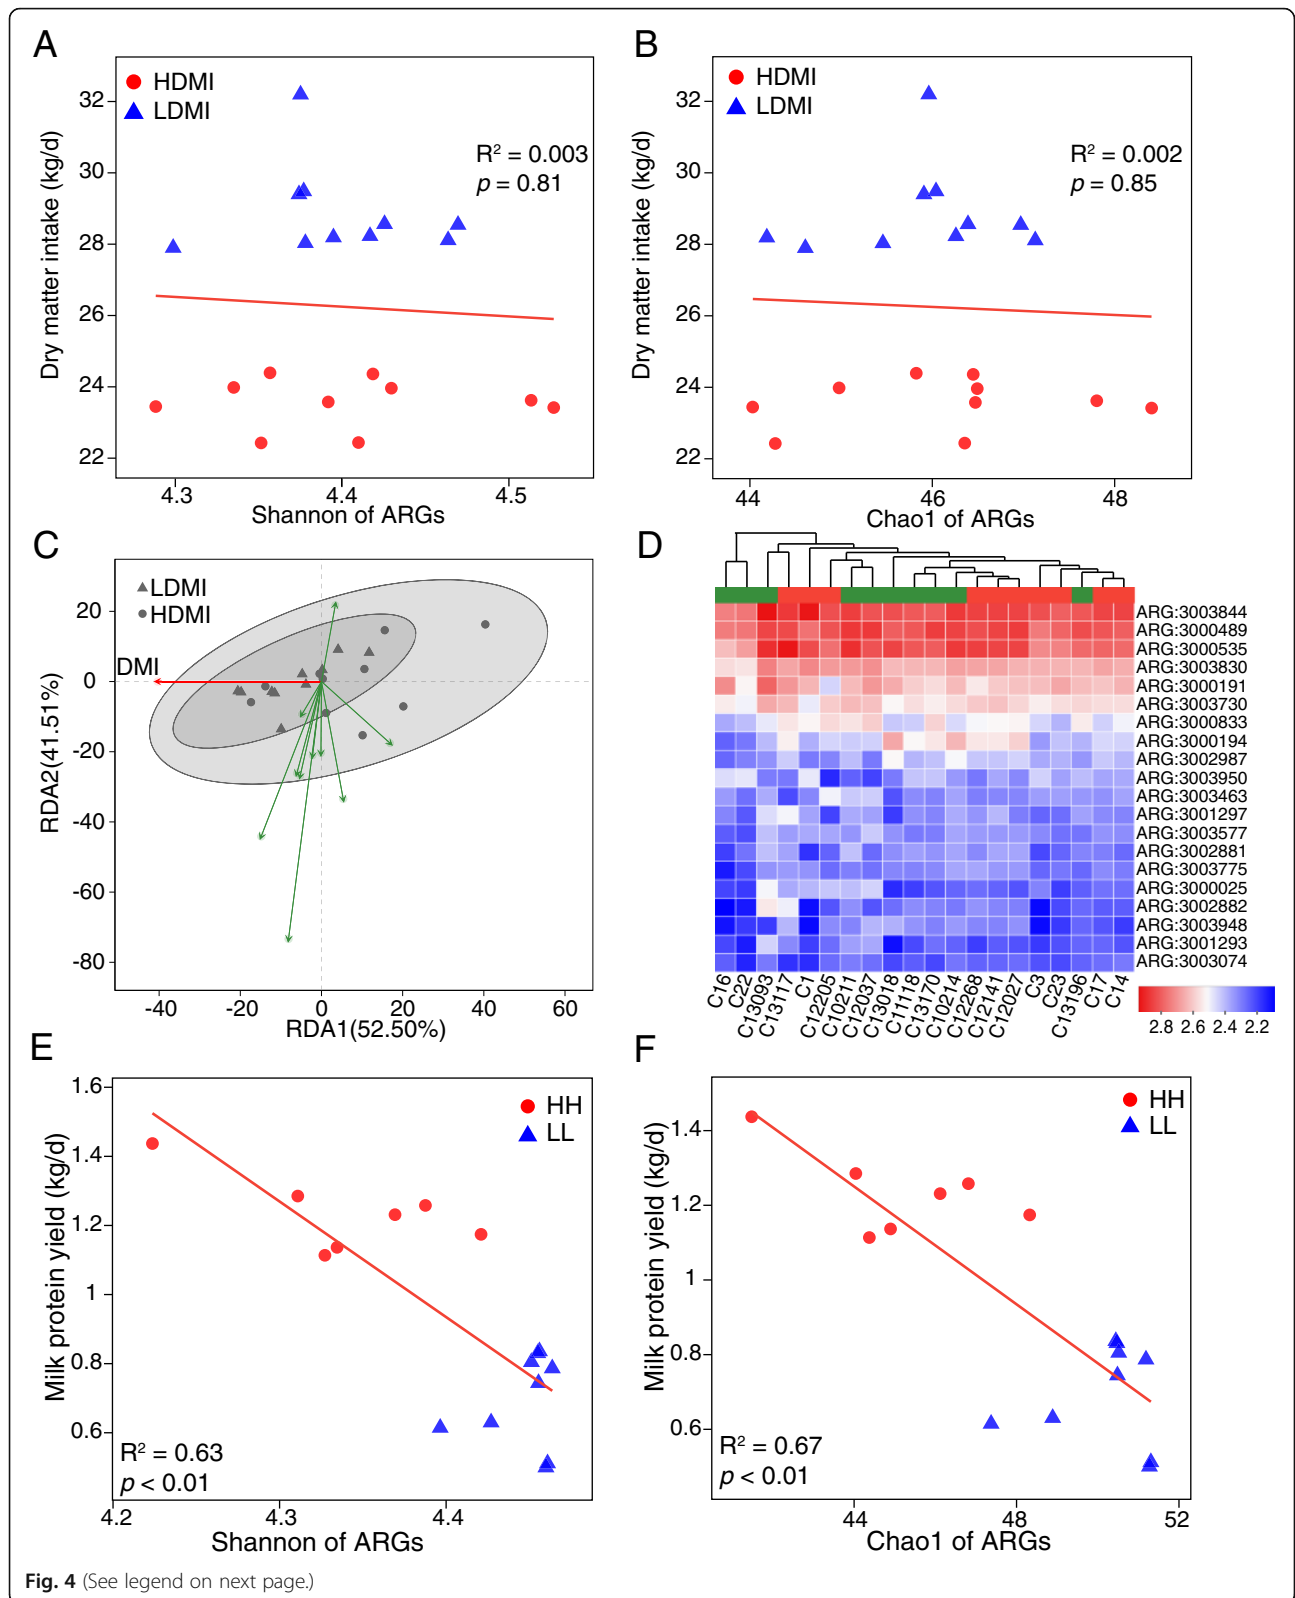 A
HDMI
LDMI
R² = 0.003
p = 0.81
Dry matter intake (kg/d)
32
30
28
26
24
22
4.3
4.4
4.5
Shannon of ARGs
B
HDMI
LDMI
R² = 0.002
p = 0.85
Dry matter intake (kg/d)
32
30
28
26
24
22
44
46
48
Chao1 of ARGs
C
LDMI
HDMI
DMI
RDA2(41.51%)
20
0
-20
-40
-60
-80
-40
-20
0
20
40
60
RDA1(52.50%)
D
ARG:3003844
ARG:3000489
ARG:3000535
ARG:3003830
ARG:3000191
ARG:3003730
ARG:3000833
ARG:3000194
ARG:3002987
ARG:3003950
ARG:3003463
ARG:3001297
ARG:3003577
ARG:3002881
ARG:3003775
ARG:3000025
ARG:3002882
ARG:3003948
ARG:3001293
ARG:3003074
C16
C22
C13093
C13117
C1
C12205
C10211
C12037
C13018
C11118
C13170
C10214
C12268
C12141
C12027
C3
C23
C13196
C17
C14
2.8
2.6
2.4
2.2
E
HH
LL
Milk protein yield (kg/d)
1.6
1.4
1.2
1
0.8
0.6
R² = 0.63
p < 0.01
4.2
4.3
4.4
Shannon of ARGs
F
HH
LL
Milk protein yield (kg/d)
1.4
1.2
1
0.8
0.6
R² = 0.67
p < 0.01
44
48
52
Chao1 of ARGs
Fig. 4 (See legend on next page.)